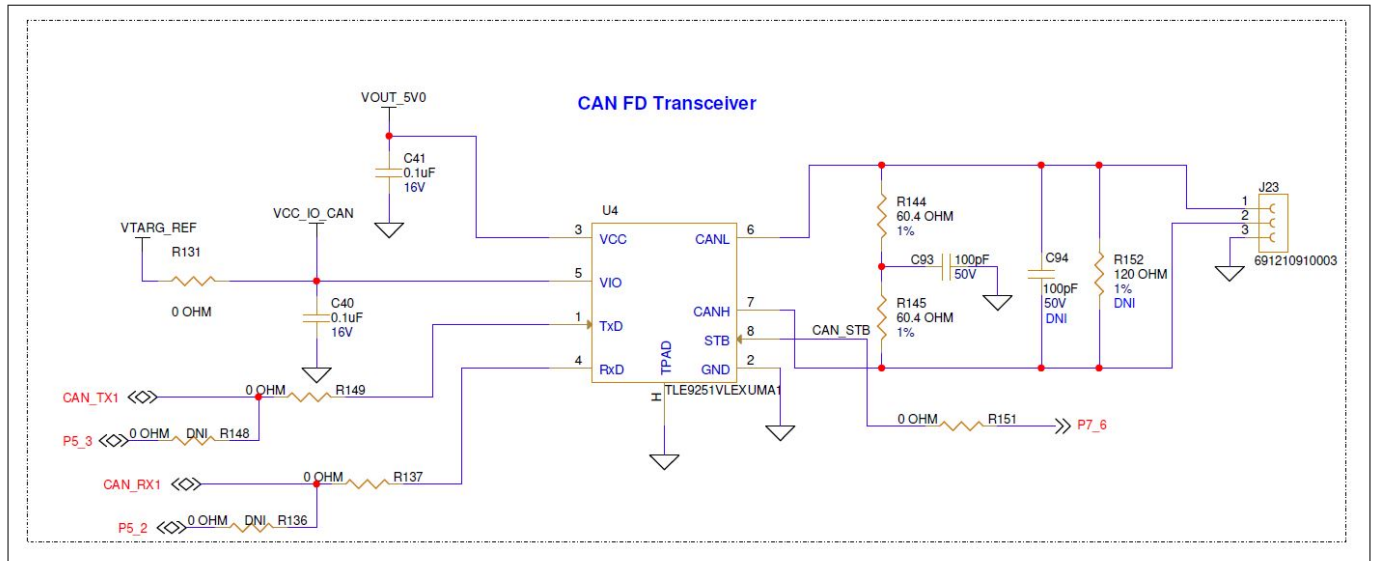 CAN FD Transceiver
VOUT_5V0
C41
0.1uF
16V
VCC_IO_CAN
VTARG_REF
R131
0 OHM
C40
0.1uF
16V
U4
3 VCC CANL 6
5 VIO
CANH 7
1 TxD
STB 8
4 RxD
GND 2
TPAD
H
TLE9251VLEXUMA1
CAN_STB
R144
60.4 OHM
1%
C93 100pF
50V
R145
60.4 OHM
1%
C94
100pF
50V
DNI
R152
120 OHM
1%
DNI
J23
1
2
3
691210910003
CAN_TX1 0 OHM R149
P5_3 0 OHM DNI R148
CAN_RX1 0 OHM R137
P5_2 0 OHM DNI R136
0 OHM R151 P7_6